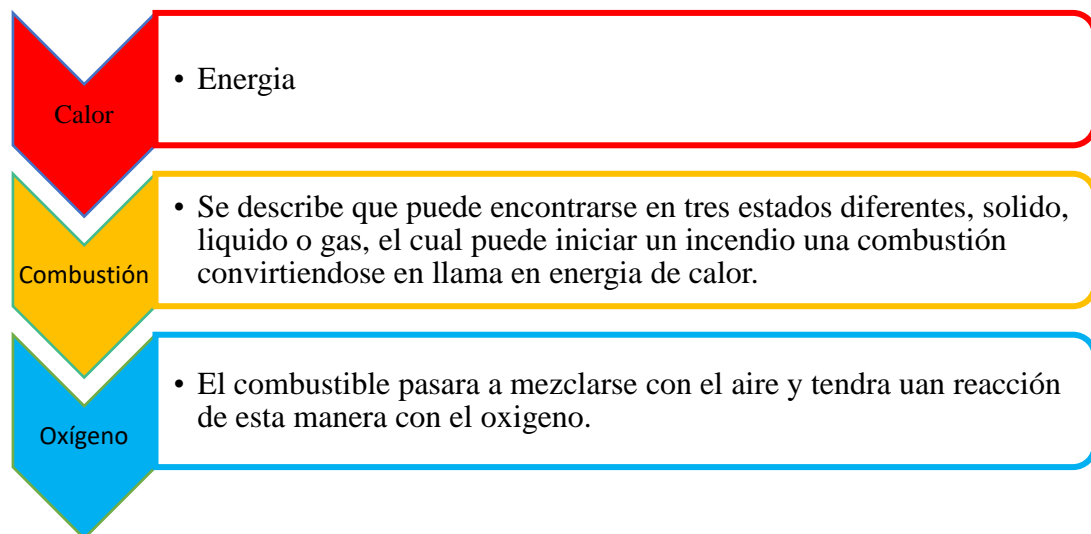 Calor
• Energia
Combustión
• Se describe que puede encontrarse en tres estados diferentes, solido,
liquido o gas, el cual puede iniciar un incendio una combustión
convirtiendose en llama en energia de calor.
Oxígeno
• El combustible pasara a mezclarse con el aire y tendra uan reacción
de esta manera con el oxigeno.